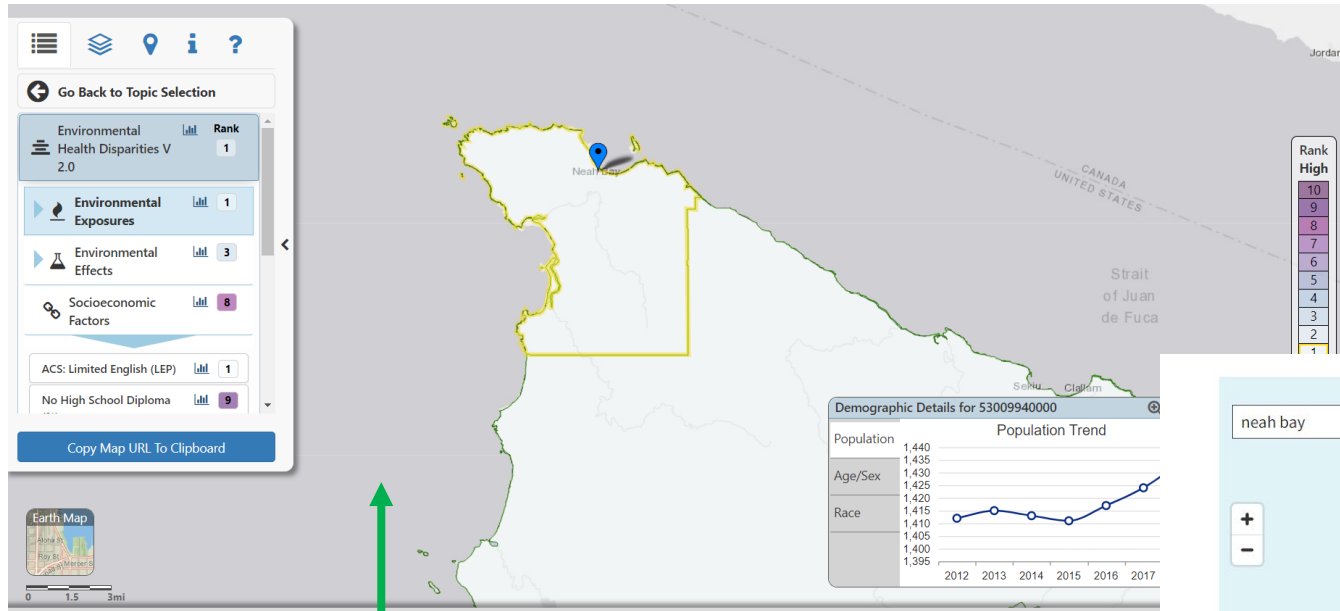 Go Back to Topic Selection
Environmental
Health Disparities V
2.0
Rank
1
Environmental
Exposures
1
Environmental
Effects
3
Socioeconomic
Factors
8
ACS: Limited English (LEP)
1
No High School Diploma
9
Copy Map URL To Clipboard
Earth Map
0 1.5 3mi
Neah Bay
CANADA
UNITED STATES
Strait
of Juan
de Fuca
Sekiu
Clallam
Jordan
Rank
High
10
9
8
7
6
5
4
3
2
1
Demographic Details for 53009940000
Population
Age/Sex
Race
Population Trend
1,440
1,435
1,430
1,425
1,420
1,415
1,410
1,405
1,400
1,395
2012 2013 2014 2015 2016 2017
neah bay
+
−